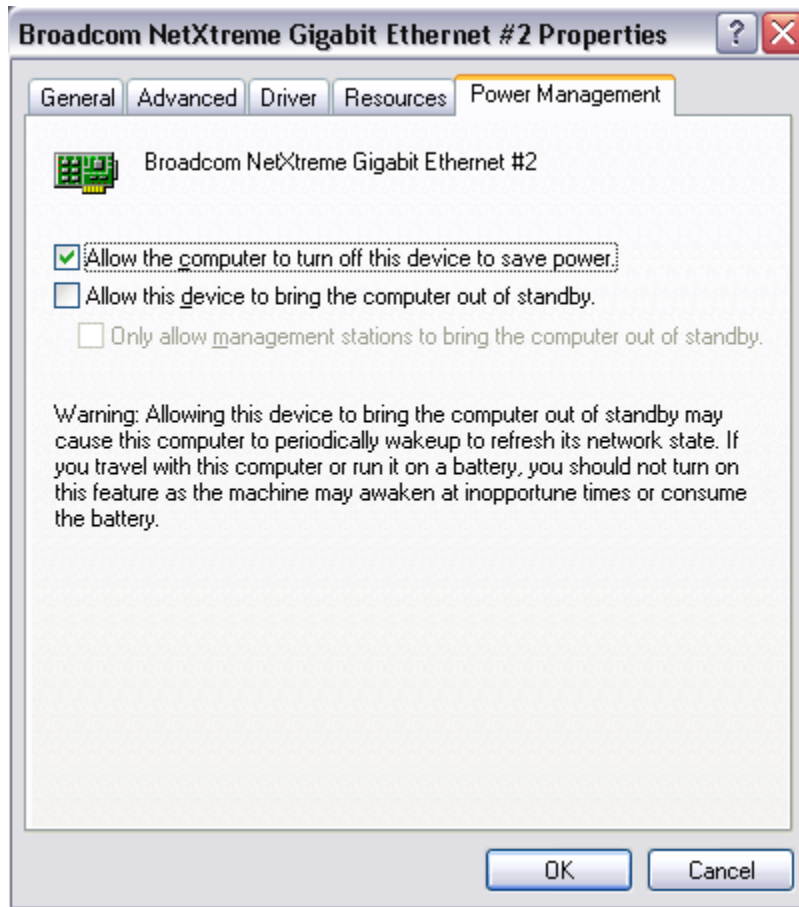 Broadcom NetXtreme Gigabit Ethernet #2 Properties
General Advanced Driver Resources Power Management
Broadcom NetXtreme Gigabit Ethernet #2
Allow the computer to turn off this device to save power.
Allow this device to bring the computer out of standby.
Only allow management stations to bring the computer out of standby.
Warning: Allowing this device to bring the computer out of standby may
cause this computer to periodically wakeup to refresh its network state. If
you travel with this computer or run it on a battery, you should not turn on
this feature as the machine may awaken at inopportune times or consume
the battery.
OK Cancel